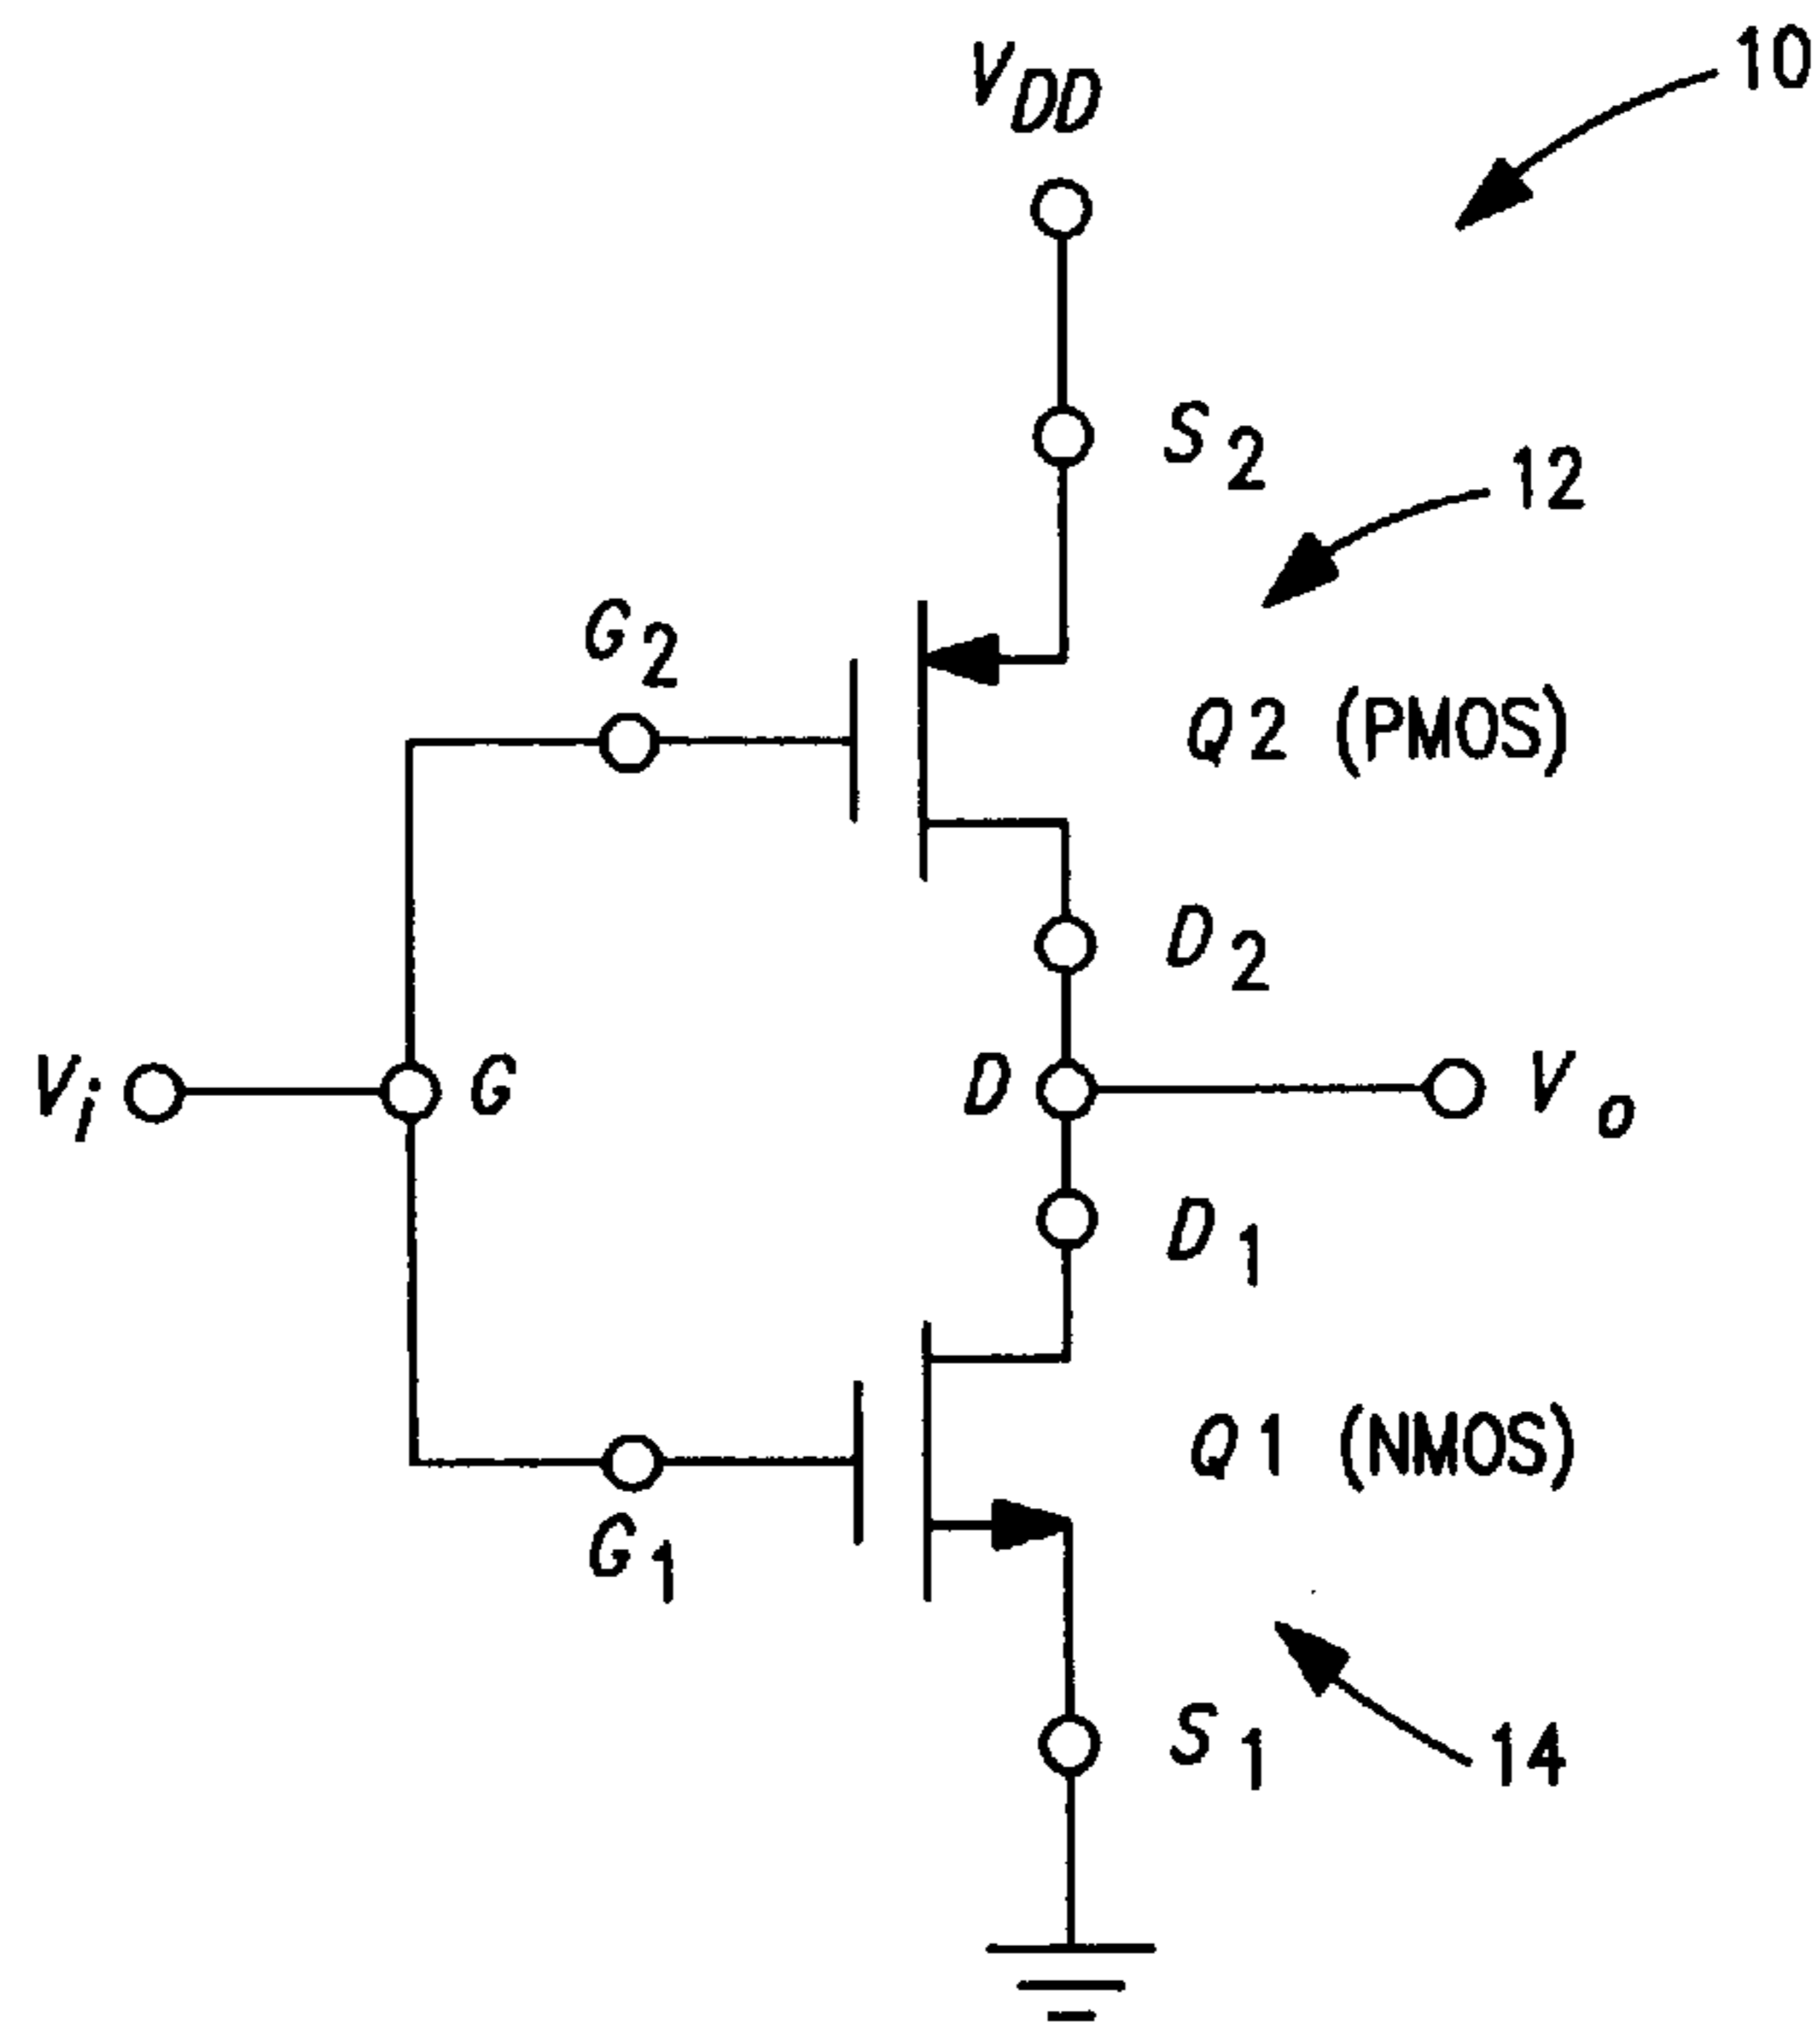 10
VDD
S2
12
G2
Q2 (PMOS)
D2
Vi G D Vo
D1
Q1 (NMOS)
G1
S1
14